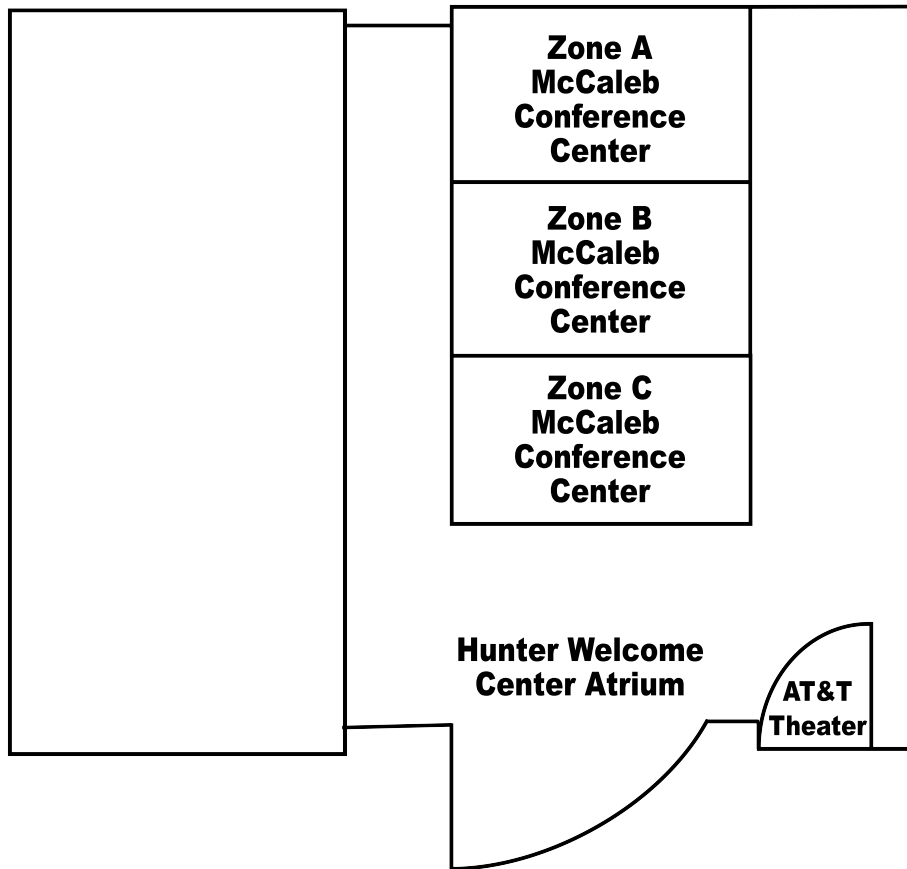 Zone A
McCaleb
Conference
Center
Zone B
McCaleb
Conference
Center
Zone C
McCaleb
Conference
Center
Hunter Welcome
Center Atrium
AT&T
Theater